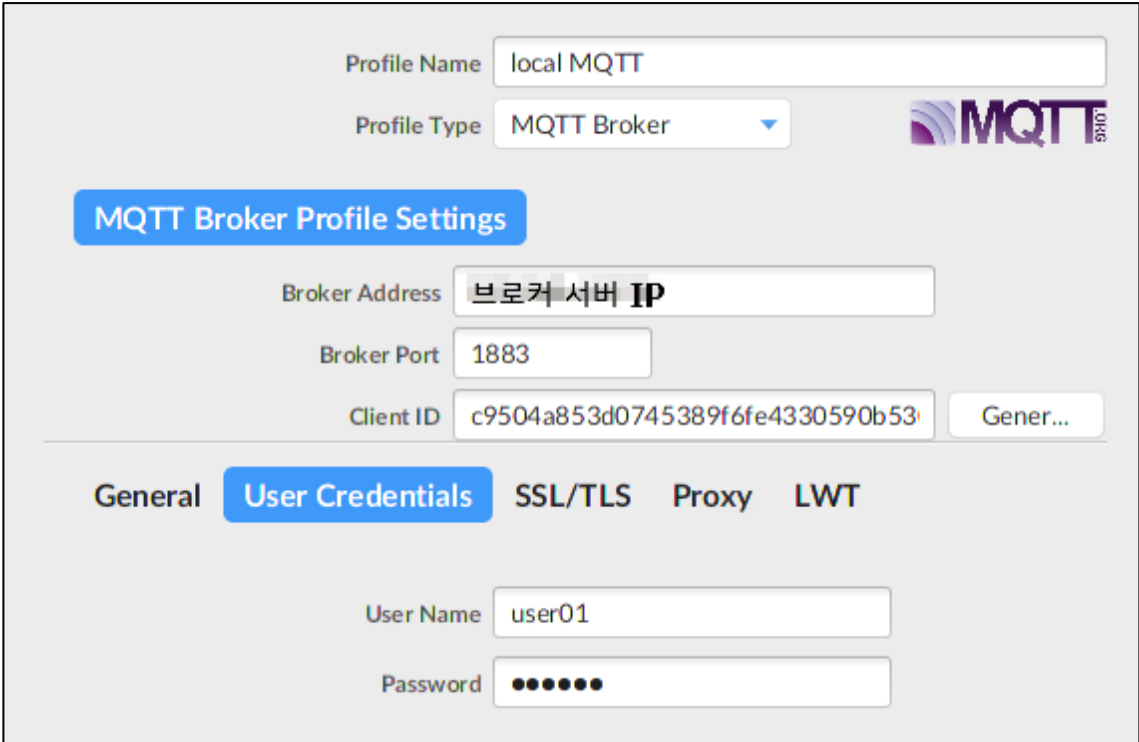 Profile Name local MQTT
Profile Type MQTT Broker
MQTT.ORG
MQTT Broker Profile Settings
Broker Address 브로커 서버 IP
Broker Port 1883
Client ID c9504a853d0745389f6fe4330590b53 Gener...
General User Credentials SSL/TLS Proxy LWT
User Name user01
Password ••••••